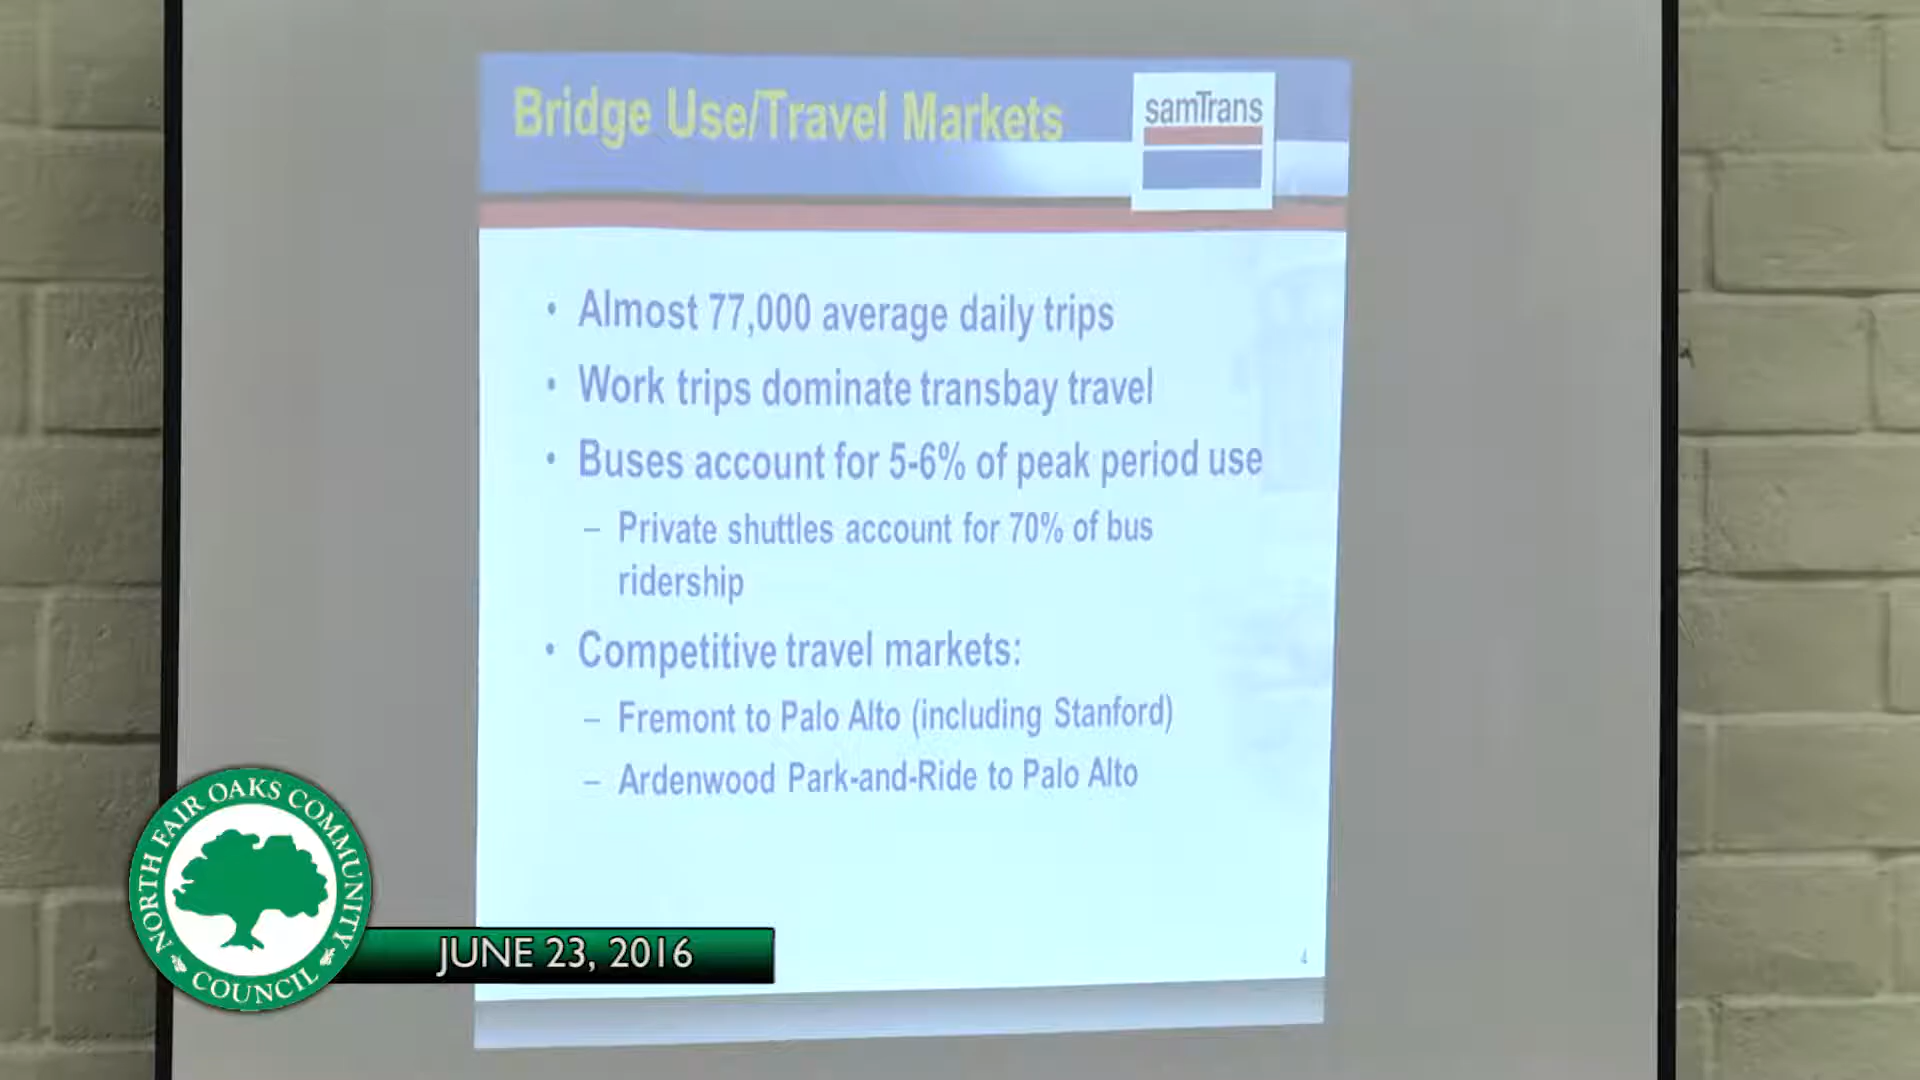 Bridge Use/Travel Markets
samTrans
• Almost 77,000 average daily trips
• Work trips dominate transbay travel
• Buses account for 5-6% of peak period use
– Private shuttles account for 70% of bus
ridership
• Competitive travel markets:
– Fremont to Palo Alto (including Stanford)
– Ardenwood Park-and-Ride to Palo Alto
4
NORTH FAIR OAKS COMMUNITY
COUNCIL
JUNE 23, 2016